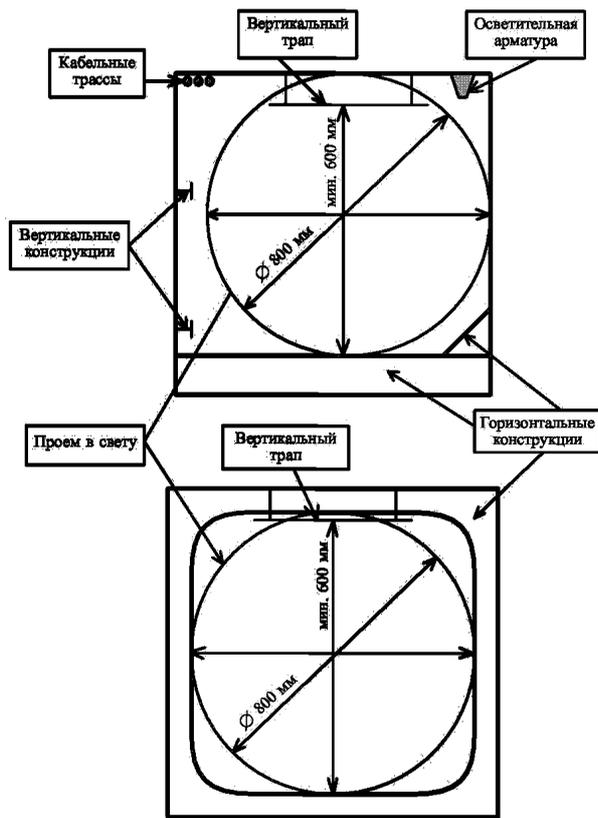 Вертикальный
трап
Осветительная
арматура
Кабельные
трассы
мин. 600 мм
Ø 800 мм
Вертикальные
конструкции
Проем в свету
Вертикальный
трап
Горизонтальные
конструкции
мин. 600 мм
Ø 800 мм